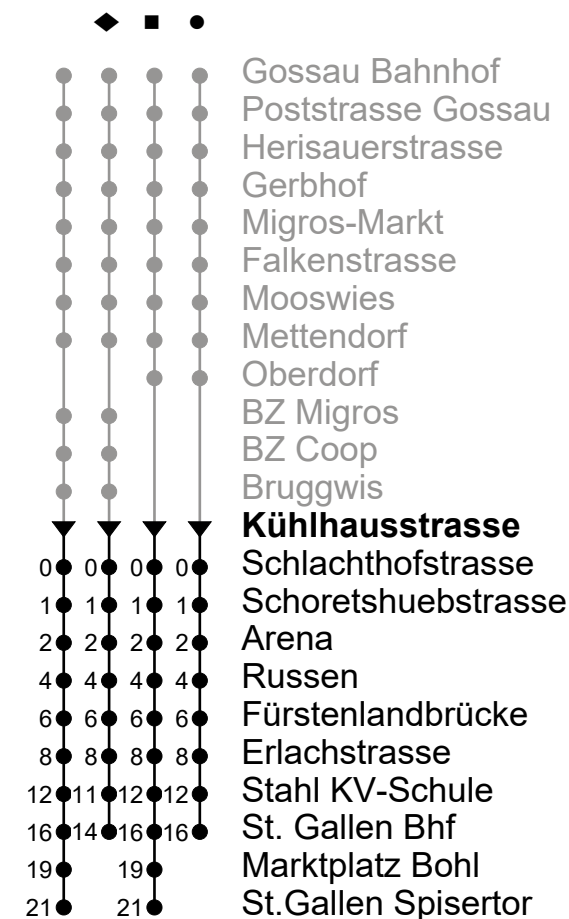 Gossau Bahnhof
Poststrasse Gossau
Herisauerstrasse
Gerbhof
Migros-Markt
Falkenstrasse
Mooswies
Mettendorf
Oberdorf
BZ Migros
BZ Coop
Bruggwis
Kühlhausstrasse
0 0 0 0 Schlachthofstrasse
1 1 1 1 Schoretshuebstrasse
2 2 2 2 Arena
4 4 4 4 Russen
6 6 6 6 Fürstenlandbrücke
8 8 8 8 Erlachstrasse
12 11 12 12 Stahl KV-Schule
16 14 16 16 St. Gallen Bhf
19 19 Marktplatz Bohl
21 21 St.Gallen Spisertor